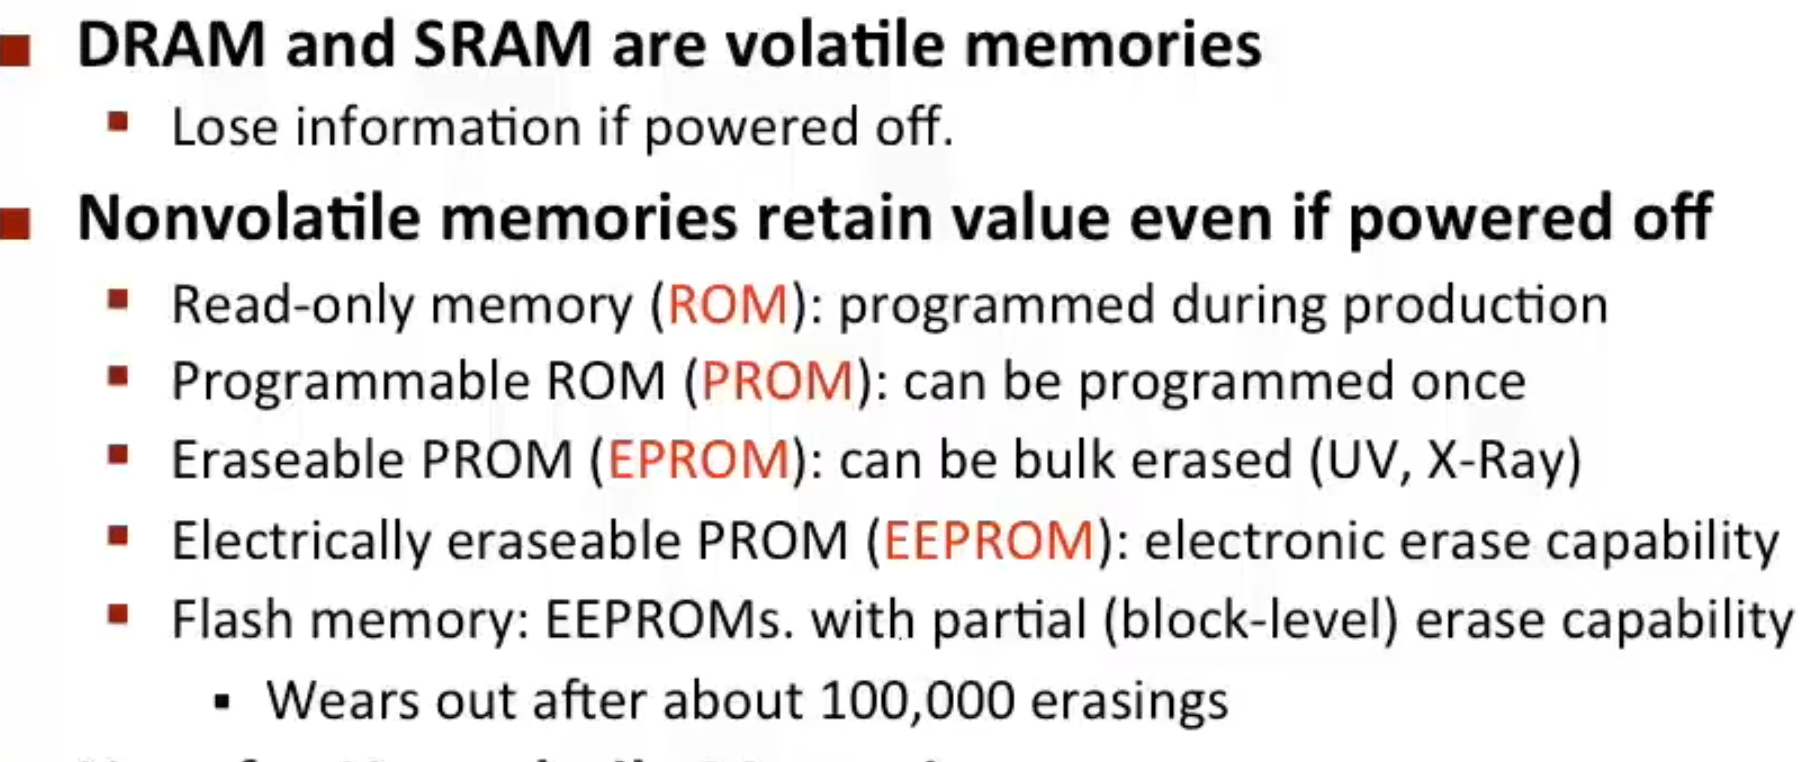 DRAM and SRAM are volatile memories
Lose information if powered off.
Nonvolatile memories retain value even if powered off
Read-only memory (ROM): programmed during production
Programmable ROM (PROM): can be programmed once
Eraseable PROM (EPROM): can be bulk erased (UV, X-Ray)
Electrically eraseable PROM (EEPROM): electronic erase capability
Flash memory: EEPROMs. with partial (block-level) erase capability
Wears out after about 100,000 erasings